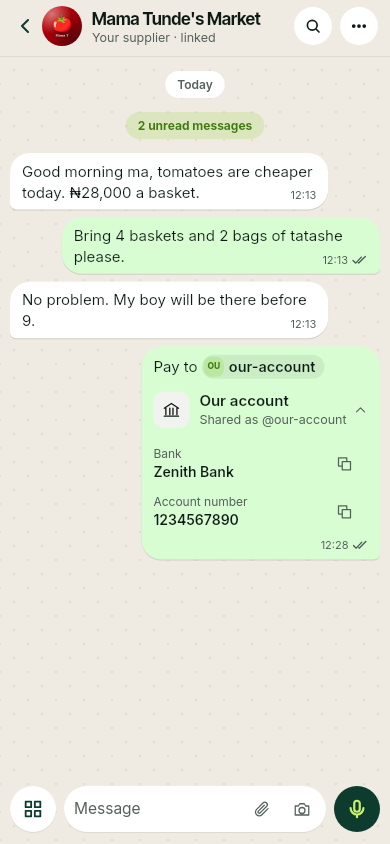 Mama Tunde's Market
Your supplier · linked
Today
2 unread messages
Good morning ma, tomatoes are cheaper
today. ₦28,000 a basket.
12:13
Bring 4 baskets and 2 bags of tatashe
please.
12:13
No problem. My boy will be there before
9.
12:13
Pay to OU our-account
Our account
Shared as @our-account
Bank
Zenith Bank
Account number
1234567890
12:28
Message